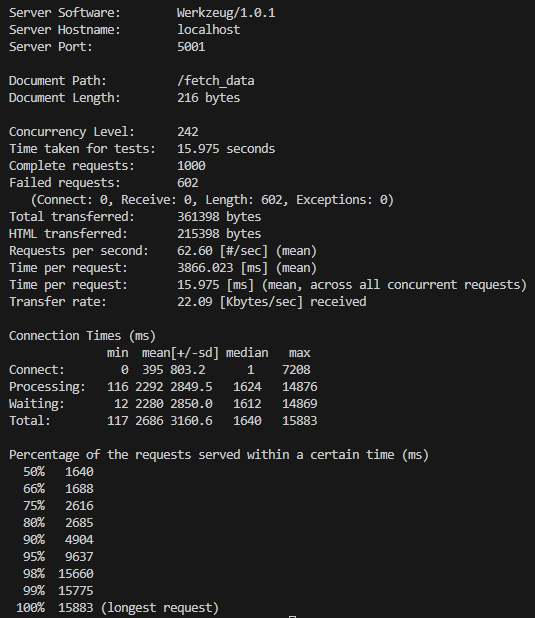 Server Software:        Werkzeug/1.0.1
Server Hostname:        localhost
Server Port:            5001

Document Path:          /fetch_data
Document Length:        216 bytes

Concurrency Level:      242
Time taken for tests:   15.975 seconds
Complete requests:      1000
Failed requests:        602
   (Connect: 0, Receive: 0, Length: 602, Exceptions: 0)
Total transferred:      361398 bytes
HTML transferred:       215398 bytes
Requests per second:    62.60 [#/sec] (mean)
Time per request:       3866.023 [ms] (mean)
Time per request:       15.975 [ms] (mean, across all concurrent requests)
Transfer rate:          22.09 [Kbytes/sec] received

Connection Times (ms)
              min  mean[+/-sd] median   max
Connect:        0  395 803.2      1    7208
Processing:   116 2292 2849.5   1624   14876
Waiting:       12 2280 2850.0   1612   14869
Total:        117 2686 3160.6   1640   15883

Percentage of the requests served within a certain time (ms)
  50%   1640
  66%   1688
  75%   2616
  80%   2685
  90%   4904
  95%   9637
  98%  15660
  99%  15775
 100%  15883 (longest request)